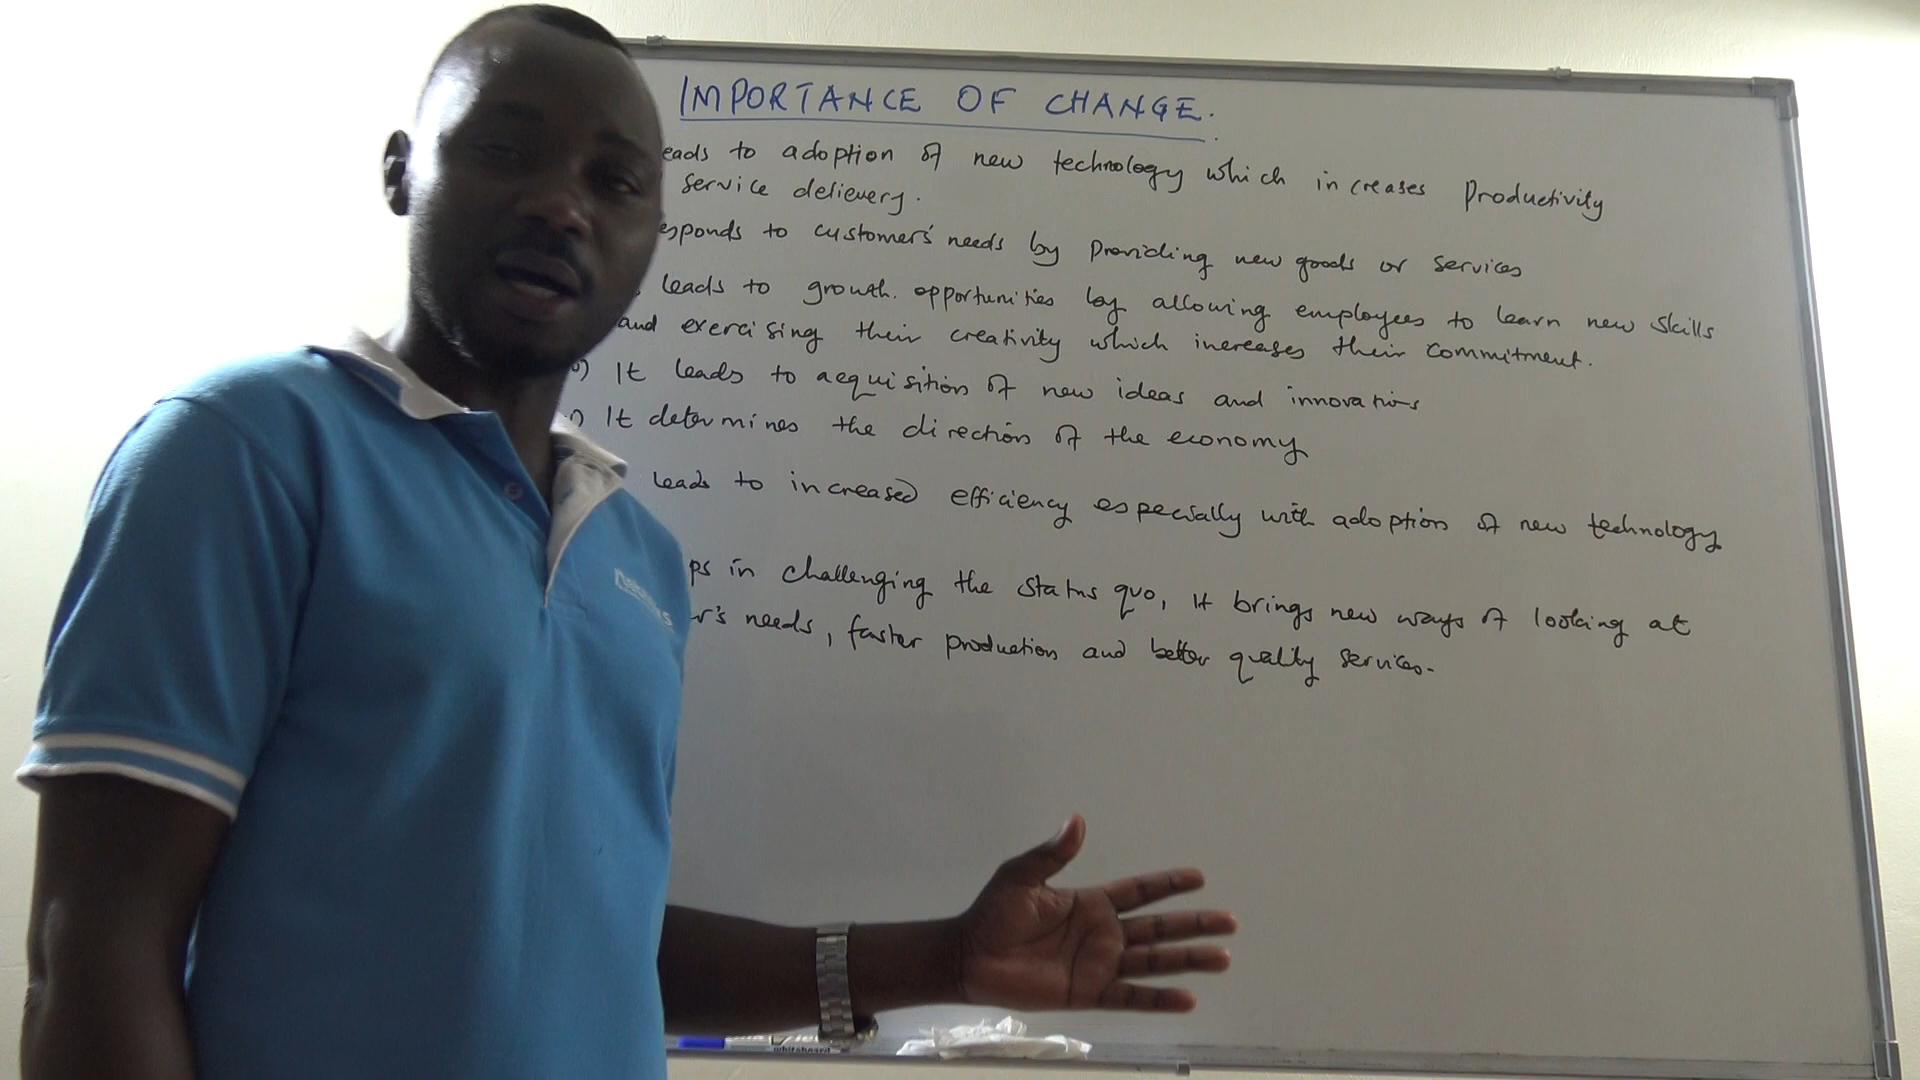 IMPORTANCE OF CHANGE.
eads to adoption of new technology which increases Productivity
service delievery.
esponds to customers' needs by Providing new goods or services
leads to growth opportunities by allowing employees to learn new skills
and exercising their creativity which increases their commitment.
It leads to acquisition of new ideas and innovations
It determines the direction of the economy
leads to increased efficiency especially with adoption of new technology
ps in challenging the status quo, it brings new ways of looking at
r's needs, faster production and better quality services.
whiteboard